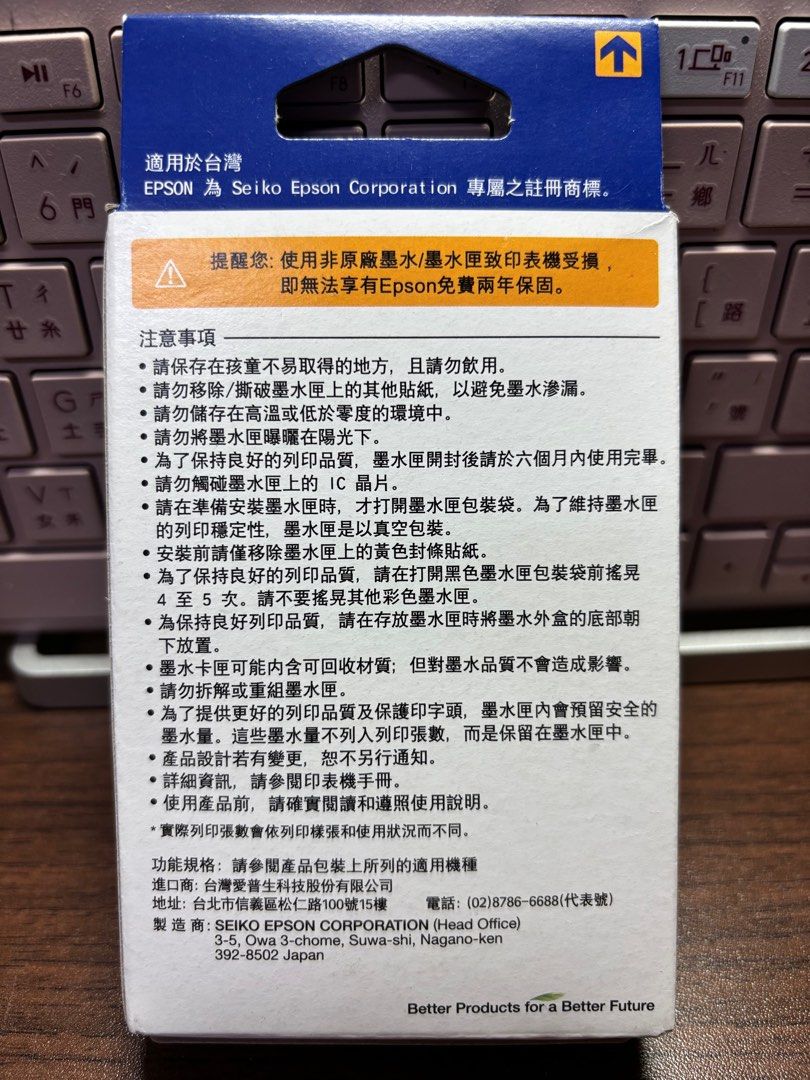 適用於台灣
EPSON 為 Seiko Epson Corporation 專屬之註冊商標。
提醒您: 使用非原廠墨水/墨水匣致印表機受損，
即無法享有Epson免費兩年保固。
注意事項
• 請保存在孩童不易取得的地方，且請勿飲用。
• 請勿移除/撕破墨水匣上的其他貼紙，以避免墨水滲漏。
• 請勿儲存在高溫或低於零度的環境中。
• 請勿將墨水匣曝曬在陽光下。
• 為了保持良好的列印品質，墨水匣開封後請於六個月內使用完畢。
• 請勿觸碰墨水匣上的 IC 晶片。
• 請在準備安裝墨水匣時，才打開墨水匣包裝袋。為了維持墨水匣
的列印穩定性，墨水匣是以真空包裝。
• 安裝前請僅移除墨水匣上的黃色封條貼紙。
• 為了保持良好的列印品質，請在打開黑色墨水匣包裝袋前搖晃
4 至 5 次。請不要搖晃其他彩色墨水匣。
• 為保持良好列印品質，請在存放墨水匣時將墨水外盒的底部朝
下放置。
• 墨水卡匣可能內含可回收材質；但對墨水品質不會造成影響。
• 請勿拆解或重組墨水匣。
• 為了提供更好的列印品質及保護印字頭，墨水匣內會預留安全的
墨水量。這些墨水量不列入列印張數，而是保留在墨水匣中。
• 產品設計若有變更，恕不另行通知。
• 詳細資訊，請參閱印表機手冊。
• 使用產品前，請確實閱讀和遵照使用說明。
* 實際列印張數會依列印樣張和使用狀況而不同。
功能規格: 請參閱產品包裝上所列的適用機種
進口商: 台灣愛普生科技股份有限公司
地址: 台北市信義區松仁路100號15樓 電話: (02)8786-6688(代表號)
製 造 商: SEIKO EPSON CORPORATION (Head Office)
3-5, Owa 3-chome, Suwa-shi, Nagano-ken
392-8502 Japan
Better Products for a Better Future
F6
F8
F11
6 門
ㄦ
鄉
[ 路
號
G
V